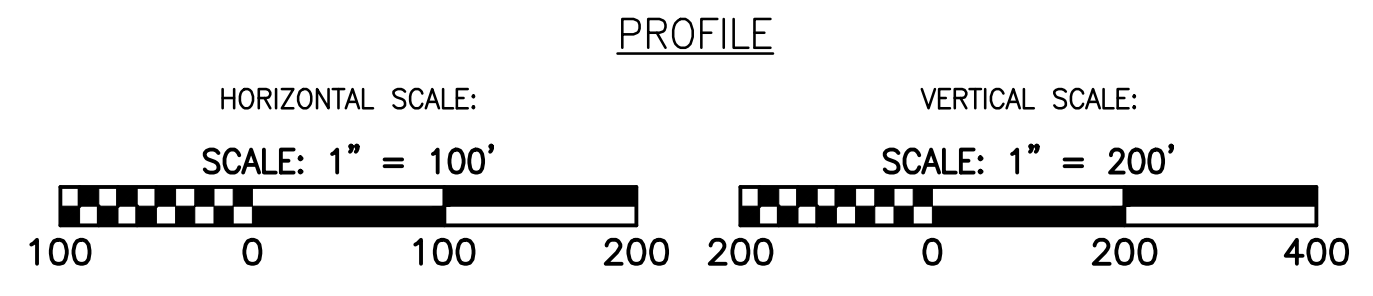 PROFILE
HORIZONTAL SCALE:
SCALE: 1" = 100'
100 0 100 200
VERTICAL SCALE:
SCALE: 1" = 200'
200 0 200 400